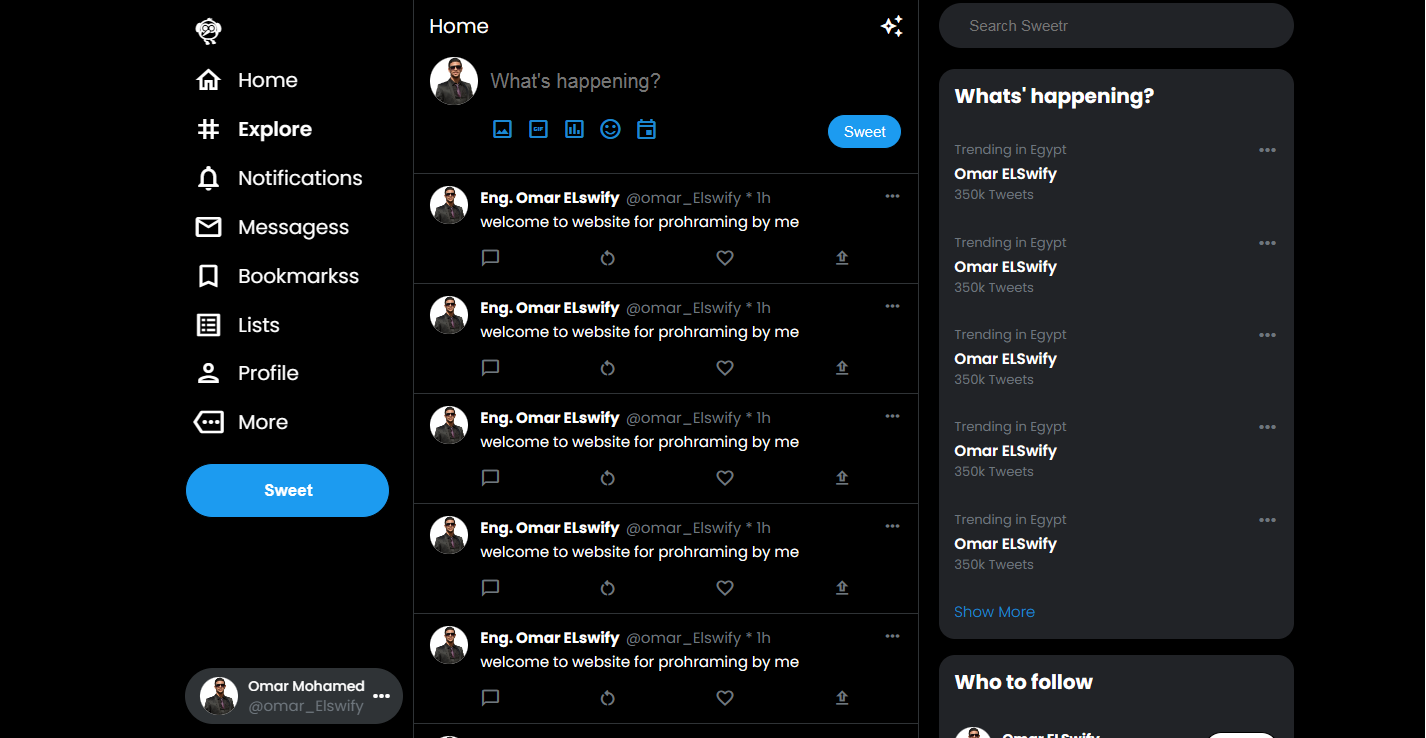 Home
Explore
Notifications
Messagess
Bookmarkss
Lists
Profile
More
Sweet
Omar Mohamed
@omar_Elswify
Home
What's happening?
GIF
Sweet
Eng. Omar ELswify @omar_Elswify * 1h
welcome to website for prohraming by me
Eng. Omar ELswify @omar_Elswify * 1h
welcome to website for prohraming by me
Eng. Omar ELswify @omar_Elswify * 1h
welcome to website for prohraming by me
Eng. Omar ELswify @omar_Elswify * 1h
welcome to website for prohraming by me
Eng. Omar ELswify @omar_Elswify * 1h
welcome to website for prohraming by me
Search Sweetr
Whats' happening?
Trending in Egypt
Omar ELSwify
350k Tweets
Trending in Egypt
Omar ELSwify
350k Tweets
Trending in Egypt
Omar ELSwify
350k Tweets
Trending in Egypt
Omar ELSwify
350k Tweets
Trending in Egypt
Omar ELSwify
350k Tweets
Show More
Who to follow
Omar ELSwify